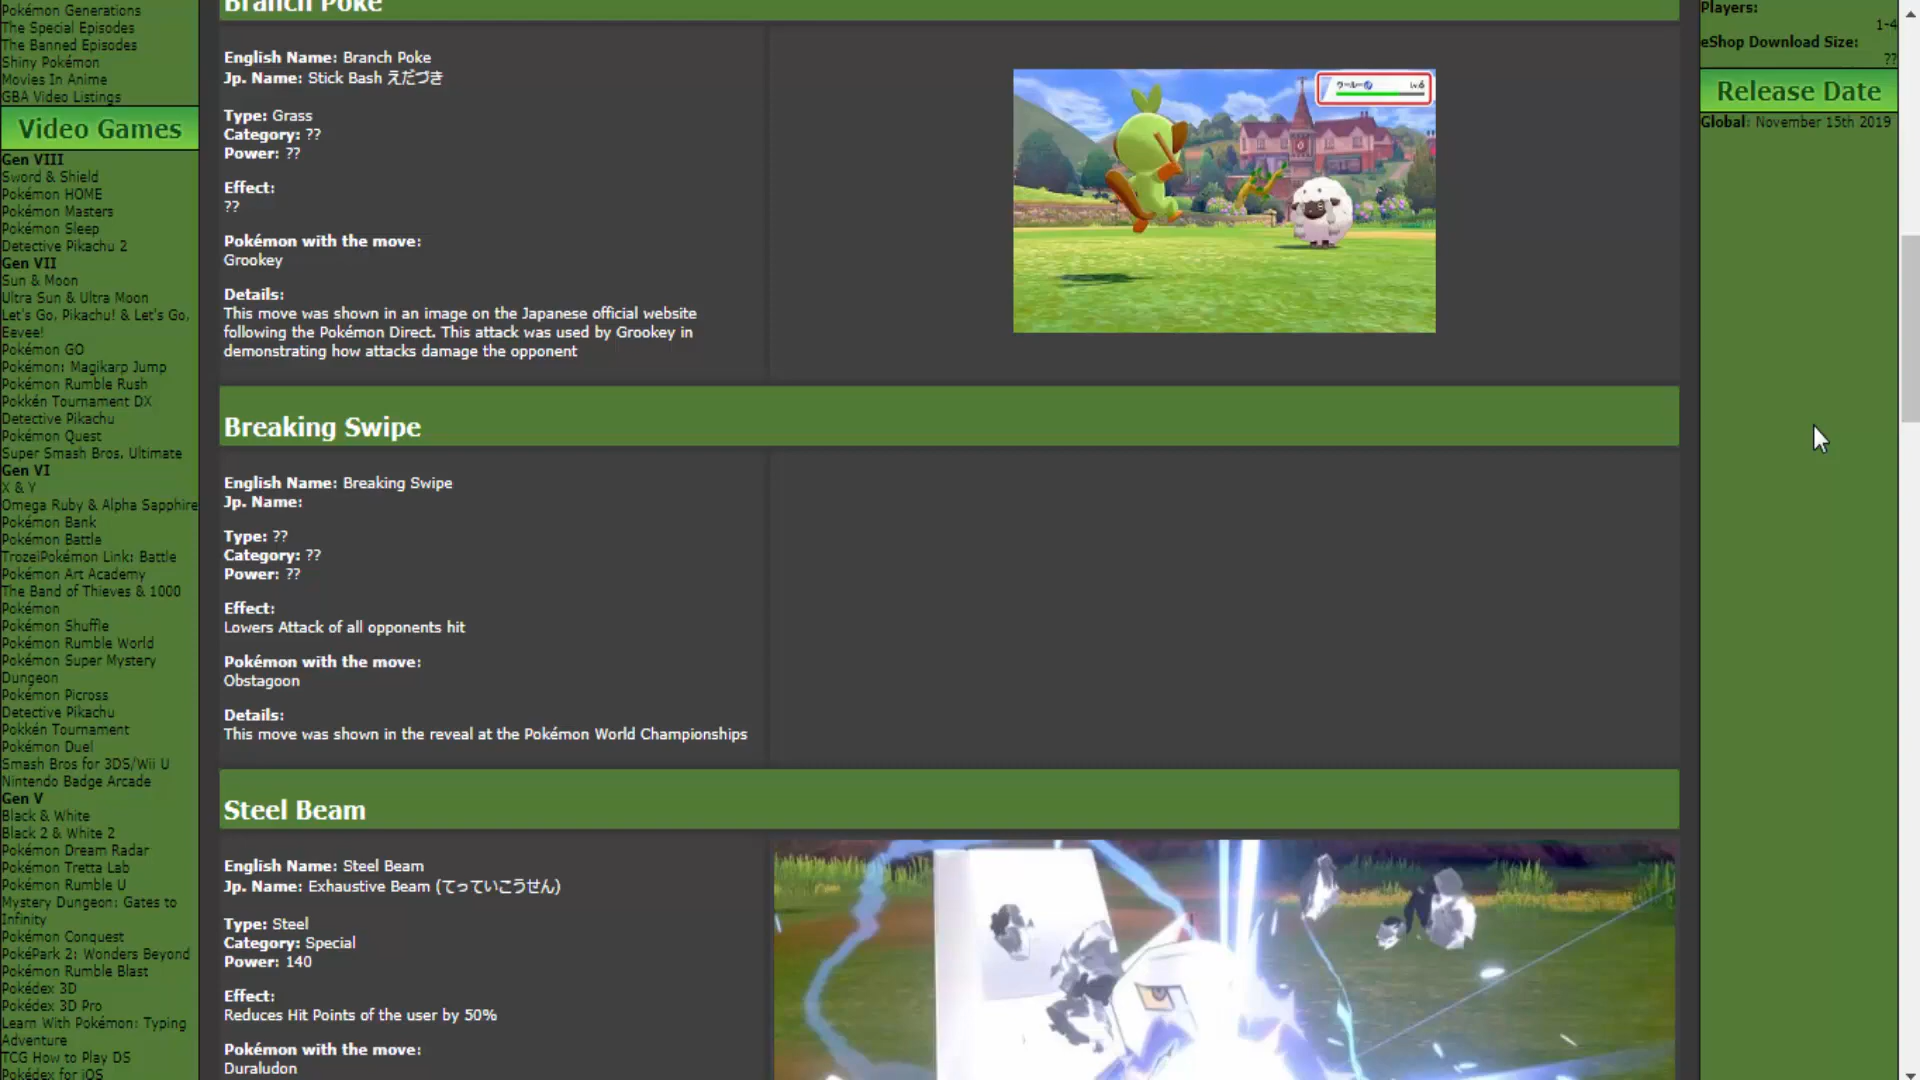 Pokémon Generations
The Special Episodes
The Banned Episodes
Shiny Pokémon
Movies In Anime
GBA Video Listings
Video Games
Gen VIII
Sword & Shield
Pokémon HOME
Pokémon Masters
Pokémon Sleep
Detective Pikachu 2
Gen VII
Sun & Moon
Ultra Sun & Ultra Moon
Let's Go, Pikachu! & Let's Go,
Eevee!
Pokémon GO
Pokémon: Magikarp Jump
Pokémon Rumble Rush
Pokkén Tournament DX
Detective Pikachu
Pokémon Quest
Super Smash Bros. Ultimate
Gen VI
X & Y
Omega Ruby & Alpha Sapphire
Pokémon Bank
Pokémon Battle
TrozeiPokémon Link: Battle
Pokémon Art Academy
The Band of Thieves & 1000
Pokémon
Pokémon Shuffle
Pokémon Rumble World
Pokémon Super Mystery
Dungeon
Pokémon Picross
Detective Pikachu
Pokkén Tournament
Pokémon Duel
Smash Bros for 3DS/Wii U
Nintendo Badge Arcade
Gen V
Black & White
Black 2 & White 2
Pokémon Dream Radar
Pokémon Tretta Lab
Pokémon Rumble U
Mystery Dungeon: Gates to
Infinity
Pokémon Conquest
PokéPark 2: Wonders Beyond
Pokémon Rumble Blast
Pokédex 3D
Pokédex 3D Pro
Learn With Pokémon: Typing
Adventure
TCG How to Play DS
Pokédex for iOS
Branch Poke
English Name: Branch Poke
Jp. Name: Stick Bash えだづき
Type: Grass
Category: ??
Power: ??
Effect:
??
Pokémon with the move:
Grookey
Details:
This move was shown in an image on the Japanese official website
following the Pokémon Direct. This attack was used by Grookey in
demonstrating how attacks damage the opponent
ウールー Lv.6
Breaking Swipe
English Name: Breaking Swipe
Jp. Name:
Type: ??
Category: ??
Power: ??
Effect:
Lowers Attack of all opponents hit
Pokémon with the move:
Obstagoon
Details:
This move was shown in the reveal at the Pokémon World Championships
Steel Beam
English Name: Steel Beam
Jp. Name: Exhaustive Beam (てっていこうせん)
Type: Steel
Category: Special
Power: 140
Effect:
Reduces Hit Points of the user by 50%
Pokémon with the move:
Duraludon
Players:
1-4
eShop Download Size:
??
Release Date
Global: November 15th 2019